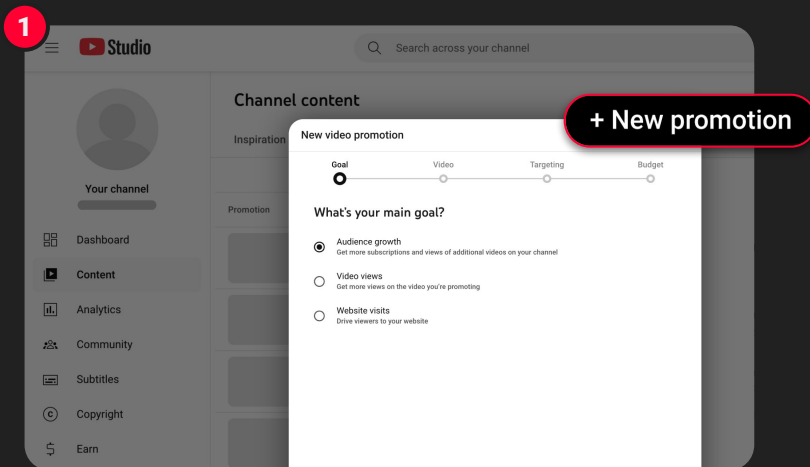 1
Studio
Search across your channel
Channel content
+ New promotion
Inspiration
New video promotion
Goal
Video
Targeting
Budget
Your channel
Promotion
What's your main goal?
Audience growth
Get more subscriptions and views of additional videos on your channel
Video views
Get more views on the video you're promoting
Website visits
Drive viewers to your website
Dashboard
Content
Analytics
Community
Subtitles
Copyright
Earn